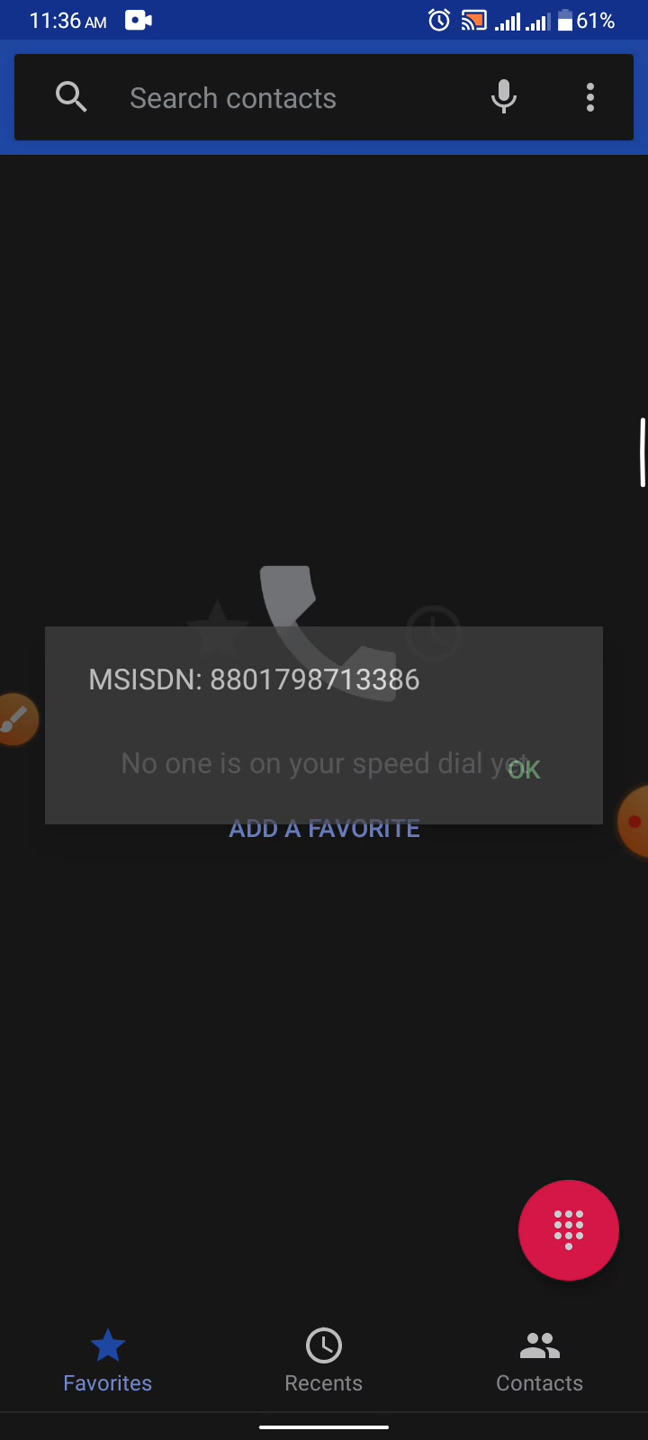 11:36 AM
61%
Search contacts
MSISDN: 8801798713386
No one is on your speed dial yet
OK
ADD A FAVORITE
Favorites
Recents
Contacts